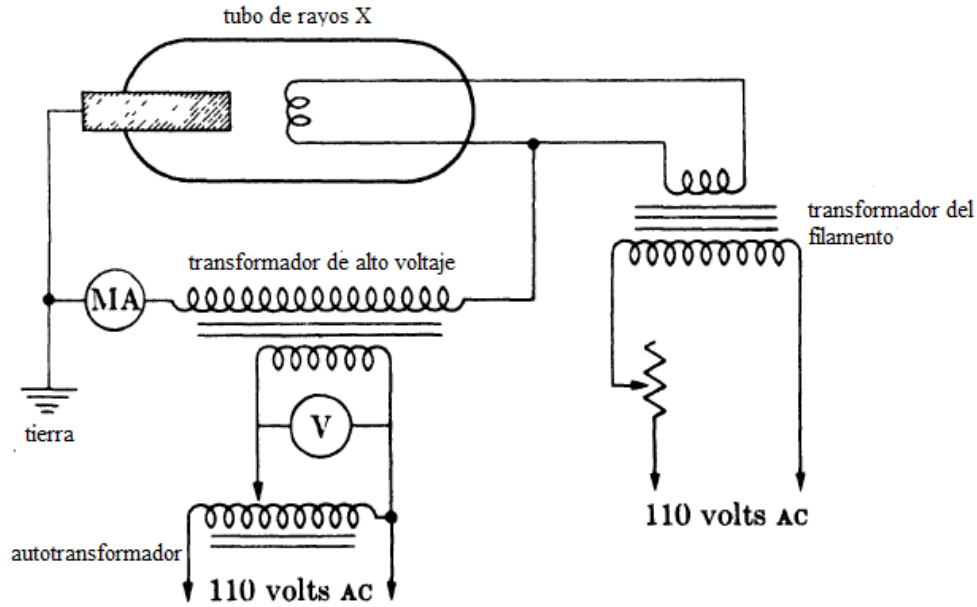 tubo de rayos X
transformador del
filamento
transformador de alto voltaje
MA
tierra
V
110 volts AC
autotransformador
110 volts AC